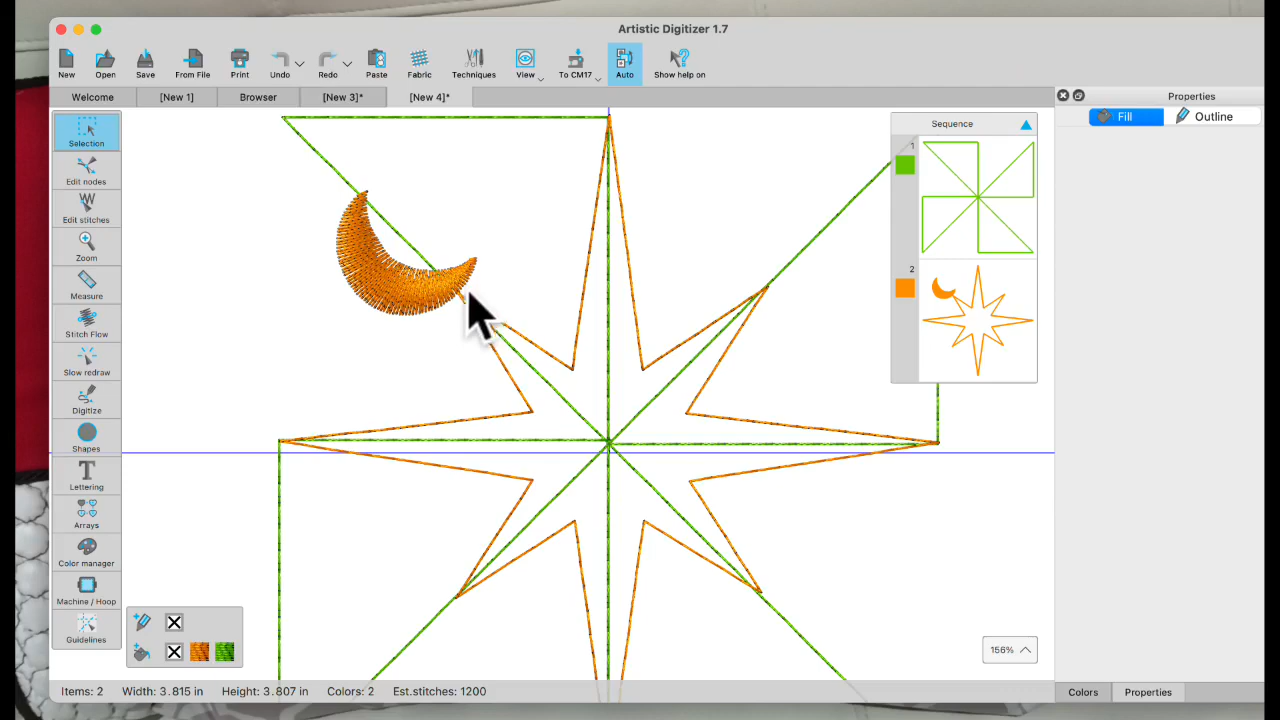 Artistic Digitizer 1.7
New Open Save From File Print Undo Redo Paste Fabric Techniques View To CM17 Auto Show help on
Welcome [New 1] Browser [New 3]* [New 4]*
Properties
Fill Outline
Selection
Edit nodes
Edit stitches
Zoom
Measure
Stitch Flow
Slow redraw
Digitize
Shapes
Lettering
Arrays
Color manager
Machine / Hoop
Guidelines
Sequence
1
2
156%
Items: 2 Width: 3.815 in Height: 3.807 in Colors: 2 Est.stitches: 1200
Colors Properties